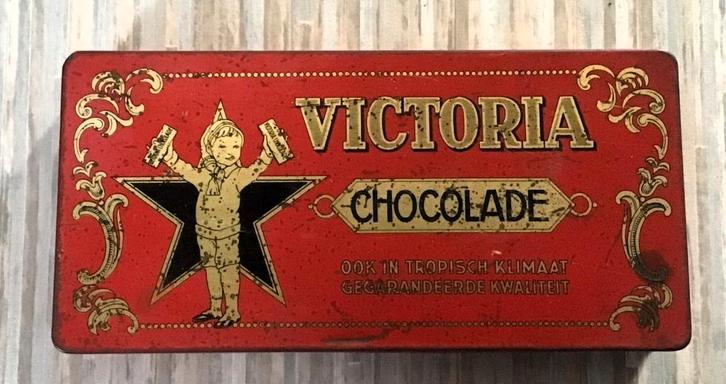 VICTORIA
CHOCOLADE
OOK IN TROPISCH KLIMAAT
GEGARANDEERDE KWALITEIT